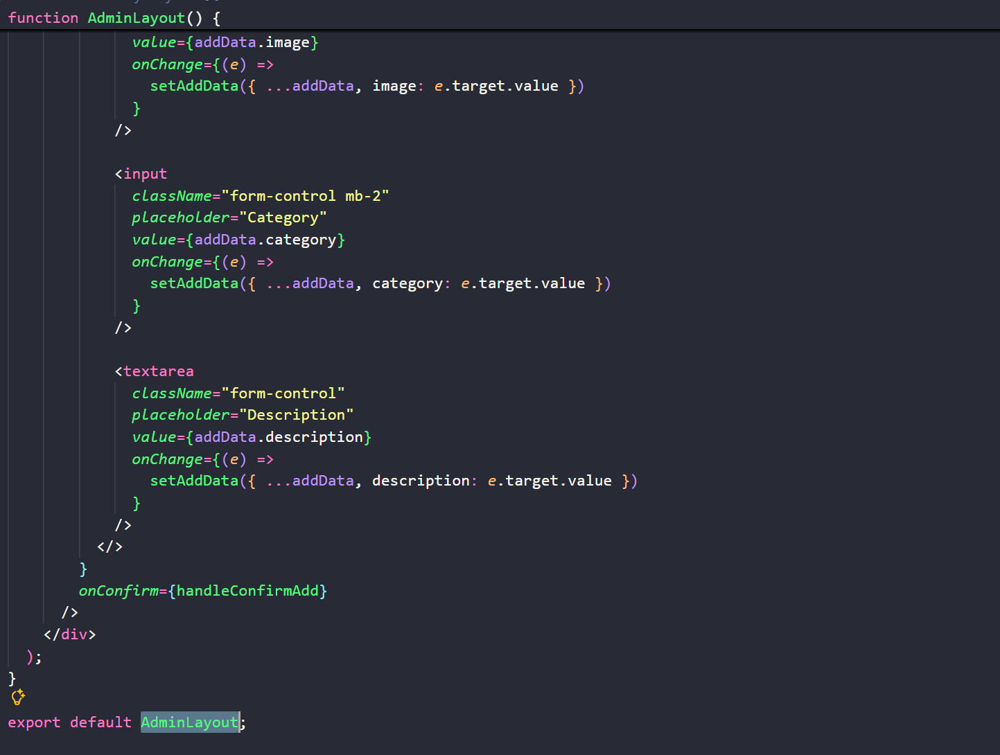 function AdminLayout() {
value={addData.image}
onChange={(e) =>
setAddData({ ...addData, image: e.target.value })
}
/>
<input
className="form-control mb-2"
placeholder="Category"
value={addData.category}
onChange={(e) =>
setAddData({ ...addData, category: e.target.value })
}
/>
<textarea
className="form-control"
placeholder="Description"
value={addData.description}
onChange={(e) =>
setAddData({ ...addData, description: e.target.value })
}
/>
</>
}
onConfirm={handleConfirmAdd}
/>
</div>
);
}
export default AdminLayout;